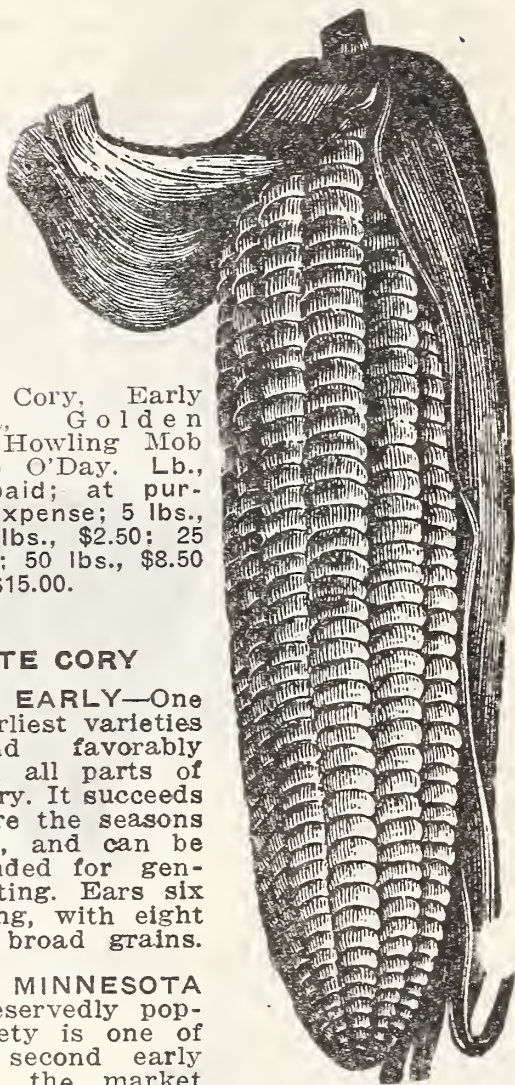 Cory, Early
Golden
Howling Mob
O'Day. Lb.,
paid; at pur-
xpense; 5 lbs.,
lbs., $2.50: 25
; 50 lbs., $8.50
$15.00.
TE CORY
EARLY—One
rliest varieties
nd favorably
all parts of
ry. It succeeds
re the seasons
, and can be
ded for gen-
ting. Ears six
ng, with eight
broad grains.
MINNESOTA
eservedly pop-
ety is one of
second early
the market